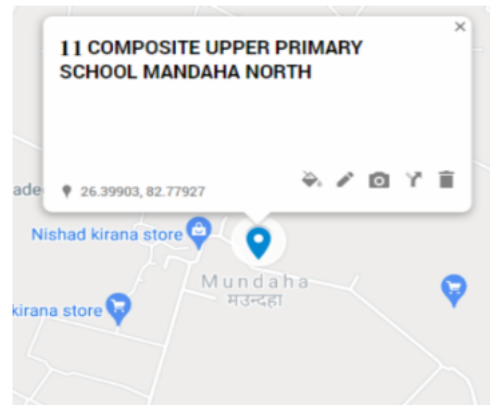 11 COMPOSITE UPPER PRIMARY
SCHOOL MANDAHA NORTH
26.39903, 82.77927
Nishad kirana store
Mundaha
मउन्दहा
kirana store